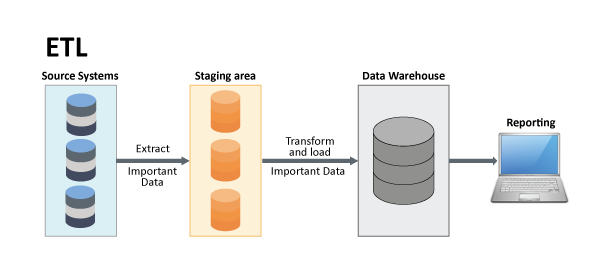 ETL
Source Systems
Staging area
Data Warehouse
Reporting
Extract
Important
Data
Transform
and load
Important Data